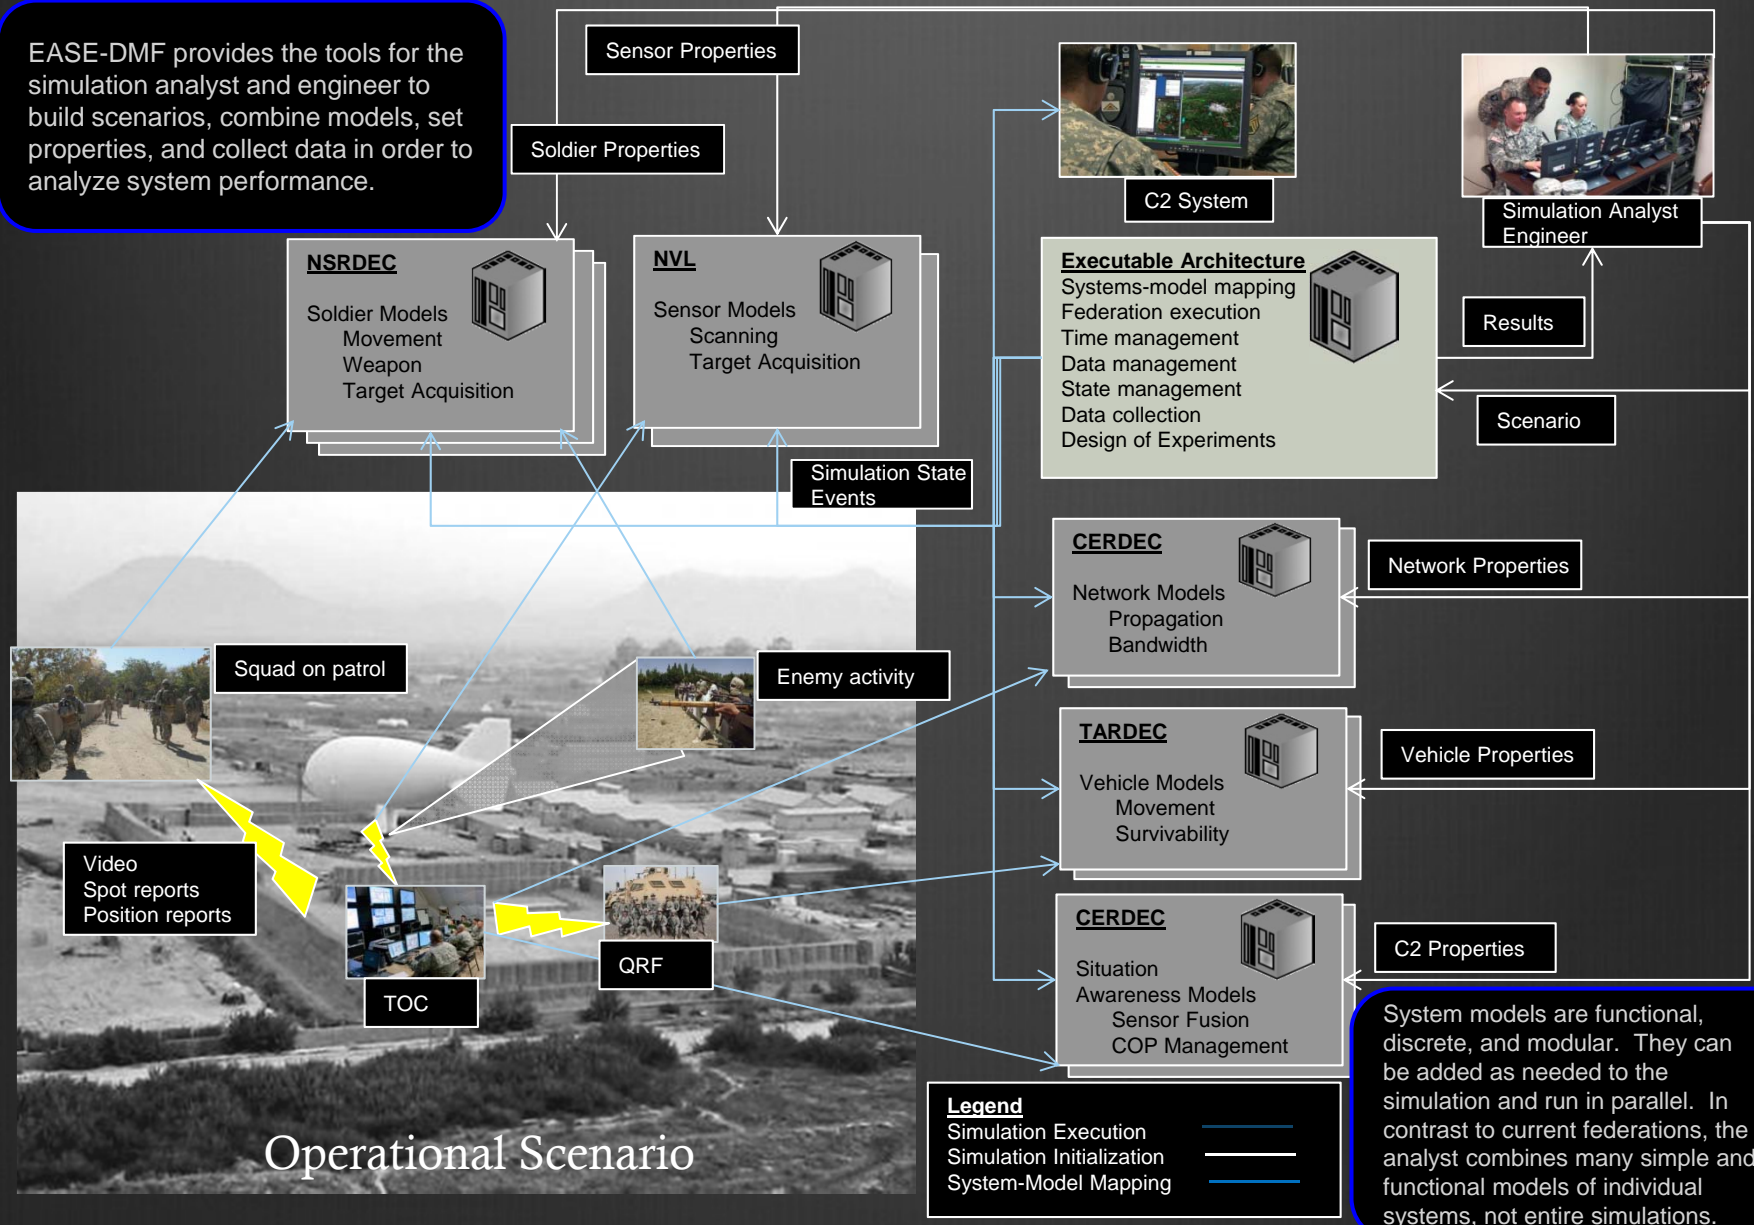 EASE-DMF provides the tools for the
simulation analyst and engineer to
build scenarios, combine models, set
properties, and collect data in order to
analyze system performance.
Sensor Properties
Soldier Properties
C2 System
Simulation Analyst
Engineer
NSRDEC
Soldier Models
Movement
Weapon
Target Acquisition
NVL
Sensor Models
Scanning
Target Acquisition
Executable Architecture
Systems-model mapping
Federation execution
Time management
Data management
State management
Data collection
Design of Experiments
Results
Scenario
Simulation State
Events
CERDEC
Network Models
Propagation
Bandwidth
Network Properties
Squad on patrol
Enemy activity
TARDEC
Vehicle Models
Movement
Survivability
Vehicle Properties
Video
Spot reports
Position reports
TOC
QRF
CERDEC
Situation
Awareness Models
Sensor Fusion
COP Management
C2 Properties
Operational Scenario
Legend
Simulation Execution
Simulation Initialization
System-Model Mapping
System models are functional,
discrete, and modular. They can
be added as needed to the
simulation and run in parallel. In
contrast to current federations, the
analyst combines many simple and
functional models of individual
systems, not entire simulations.